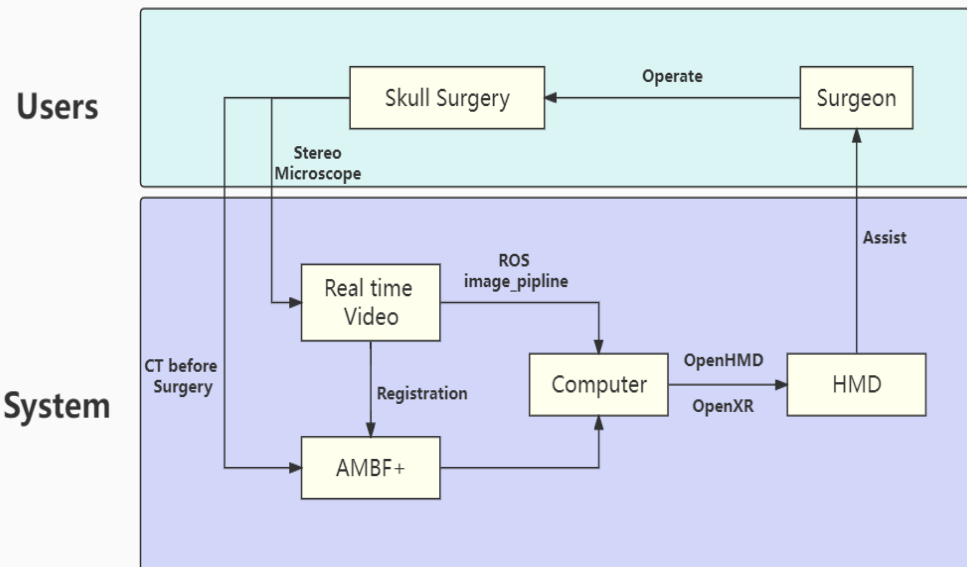 Users
Skull Surgery
Operate
Surgeon
Stereo
Microscope
Assist
System
Real time
Video
ROS
image_pipline
CT before
Surgery
Registration
Computer
OpenHMD
OpenXR
HMD
AMBF+